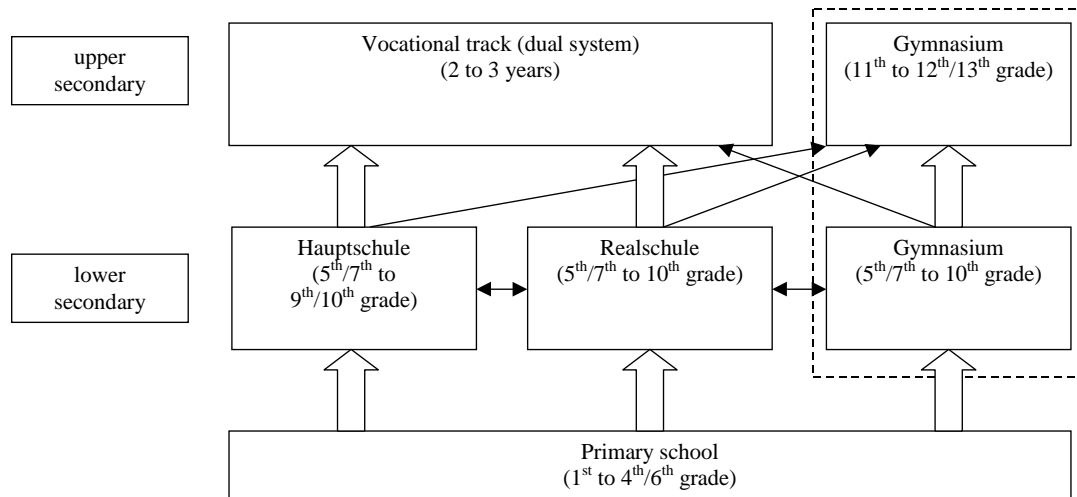 upper
secondary
Vocational track (dual system)
(2 to 3 years)
Gymnasium
(11th to 12th/13th grade)
lower
secondary
Hauptschule
(5th/7th to
9th/10th grade)
Realschule
(5th/7th to 10th grade)
Gymnasium
(5th/7th to 10th grade)
Primary school
(1st to 4th/6th grade)